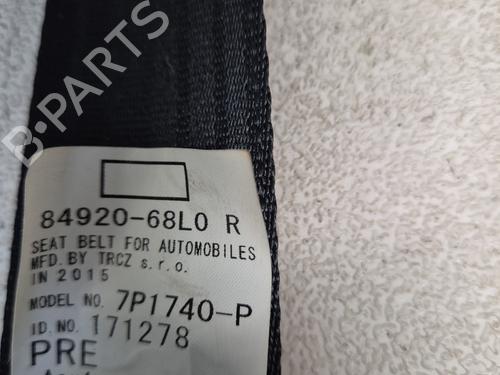 B-PARTS
84920-68L0 R
SEAT BELT FOR AUTOMOBILES
MFD. BY TRCZ s.r.o.
IN 2015
MODEL NO. 7P1740-P
ID.NO. 171278
PRE